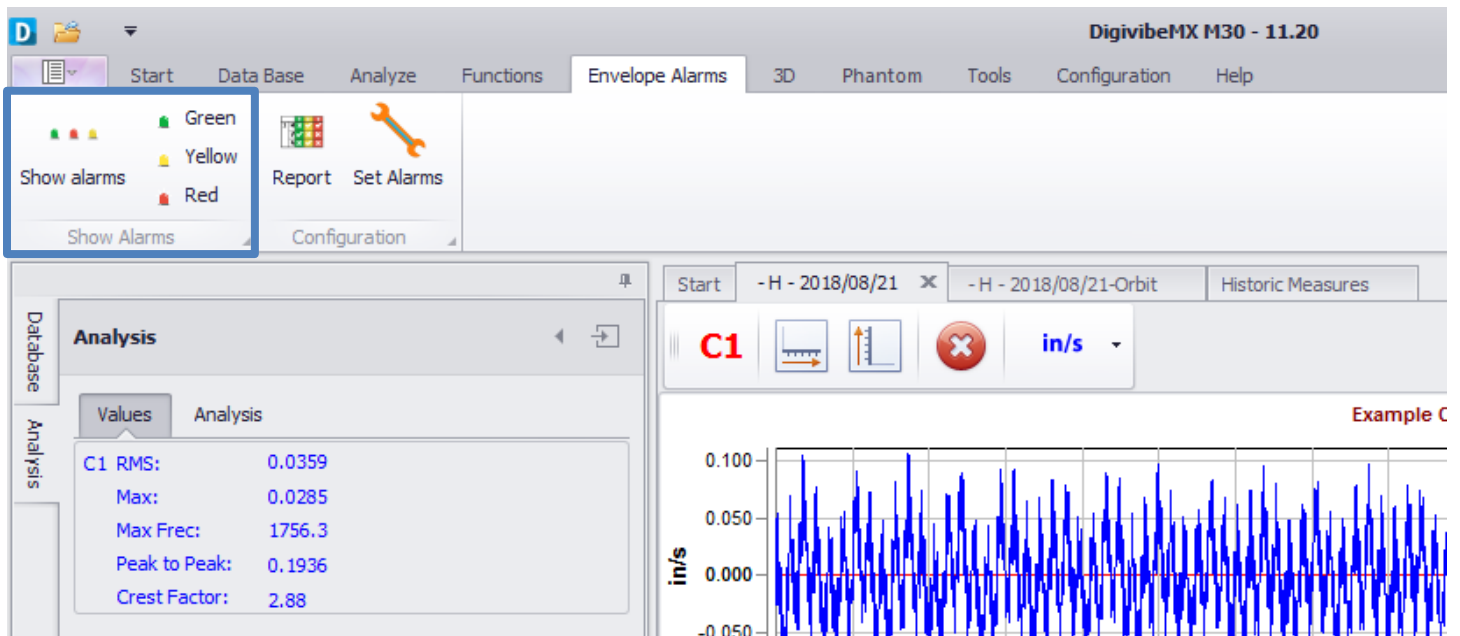 D
DigivibeMX M30 - 11.20
Start Data Base Analyze Functions Envelope Alarms 3D Phantom Tools Configuration Help
Green
Yellow
Red
Show alarms
Report Set Alarms
Show Alarms Configuration
Start - H - 2018/08/21 - H - 2018/08/21-Orbit Historic Measures
Database
Analysis
Analysis
C1 in/s
Values Analysis
C1 RMS: 0.0359
Max: 0.0285
Max Frec: 1756.3
Peak to Peak: 0.1936
Crest Factor: 2.88
Example C
0.100
0.050
0.000
-0.050
in/s